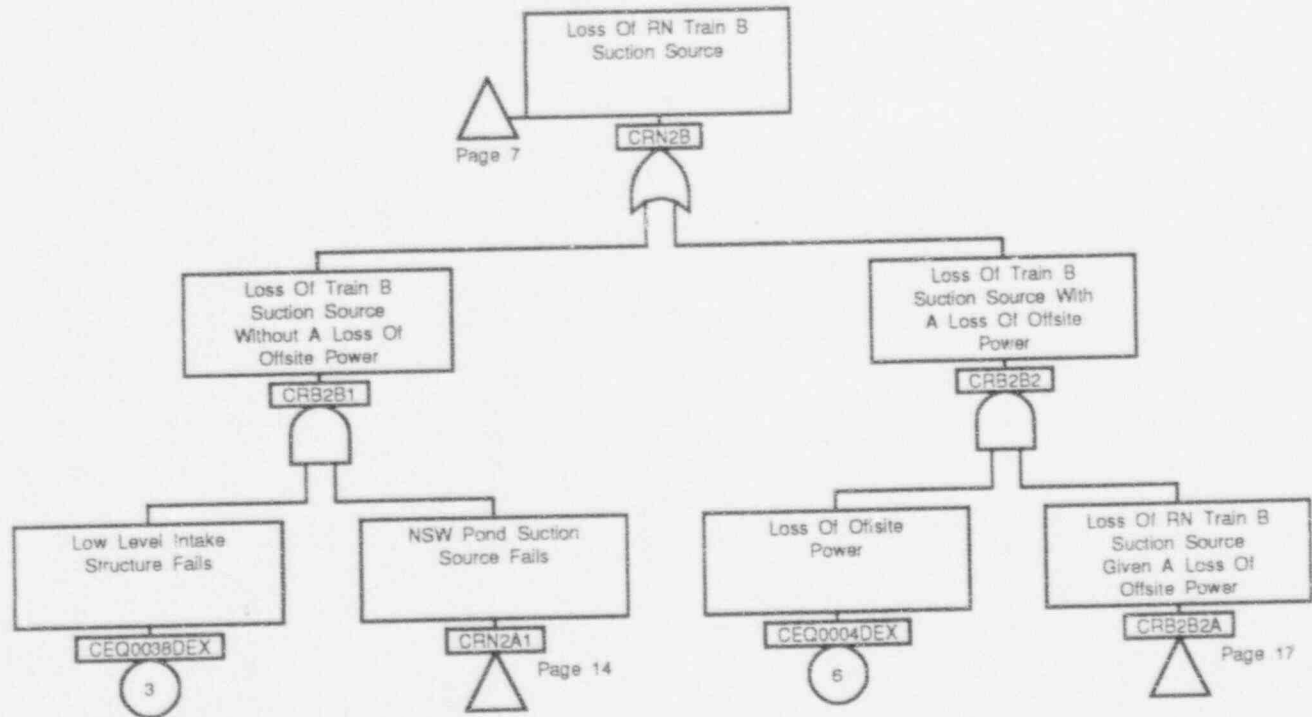 Loss Of RN Train B
Suction Source
Page 7
CRN2B
Loss Of Train B
Suction Source
Without A Loss Of
Offsite Power
CRB2B1
Loss Of Train B
Suction Source With
A Loss Of Offsite
Power
CRB2B2
Low Level Intake
Structure Fails
CEQ0038DEX
3
NSW Pond Suction
Source Fails
CRN2A1
Page 14
Loss Of Offsite
Power
CEQ0004DEX
6
Loss Of RN Train B
Suction Source
Given A Loss Of
Offsite Power
CRB2B2A
Page 17